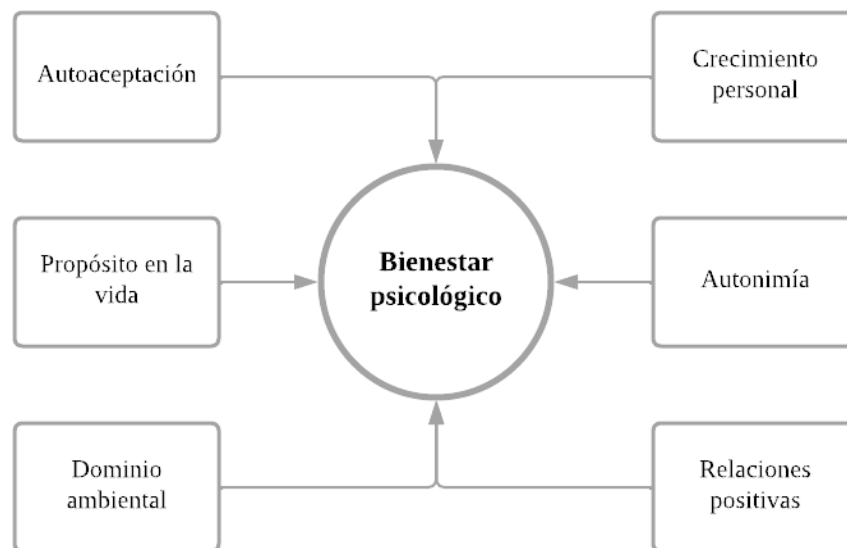 Autoaceptación
Crecimiento
personal
Propósito en la
vida
Bienestar
psicológico
Autonimía
Dominio
ambiental
Relaciones
positivas